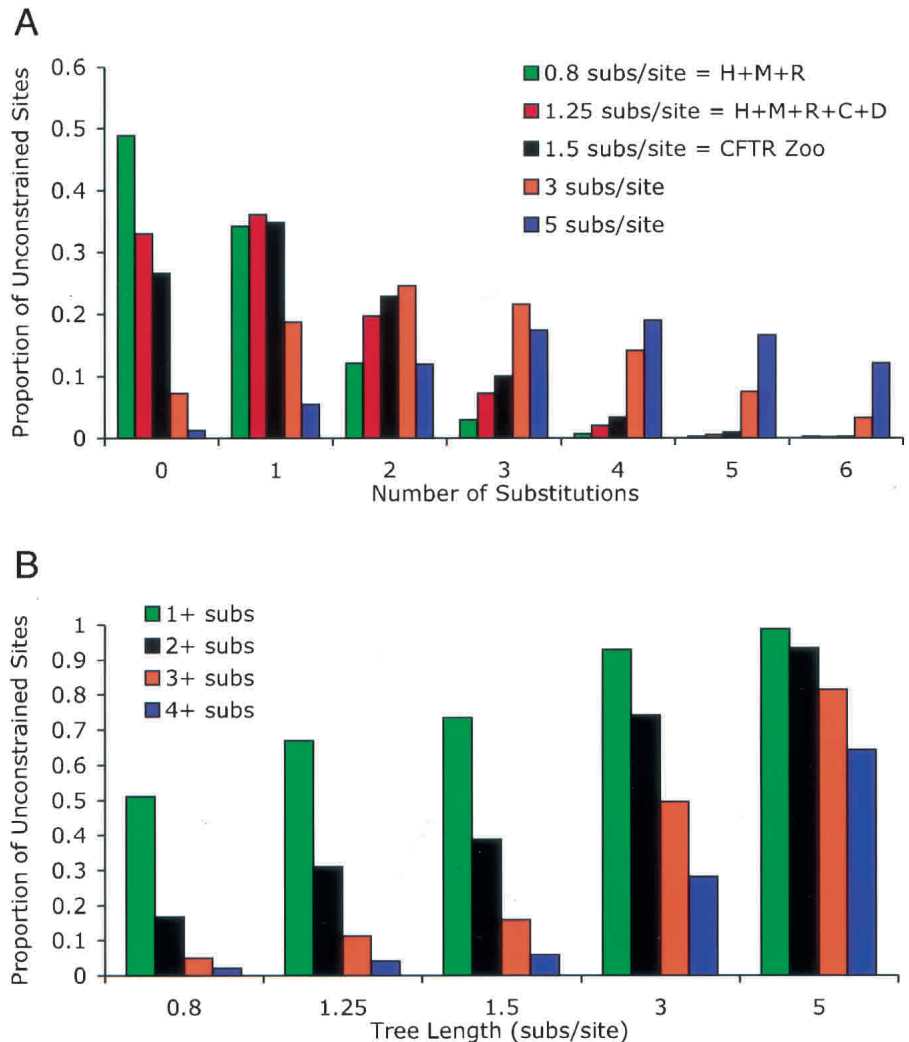 A
Proportion of Unconstrained Sites
0.6
0.5
0.4
0.3
0.2
0.1
0
0.8 subs/site = H+M+R
1.25 subs/site = H+M+R+C+D
1.5 subs/site = CFTR Zoo
3 subs/site
5 subs/site
0 1 2 3 4 5 6
Number of Substitutions
B
Proportion of Unconstrained Sites
1
0.9
0.8
0.7
0.6
0.5
0.4
0.3
0.2
0.1
0
1+ subs
2+ subs
3+ subs
4+ subs
0.8 1.25 1.5 3 5
Tree Length (subs/site)